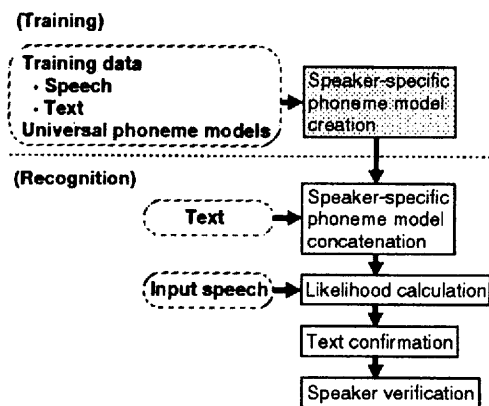 (Training)
Training data
· Speech
· Text
Universal phoneme models
Speaker-specific
phoneme model
creation
(Recognition)
Text
Speaker-specific
phoneme model
concatenation
Input speech
Likelihood calculation
Text confirmation
Speaker verification